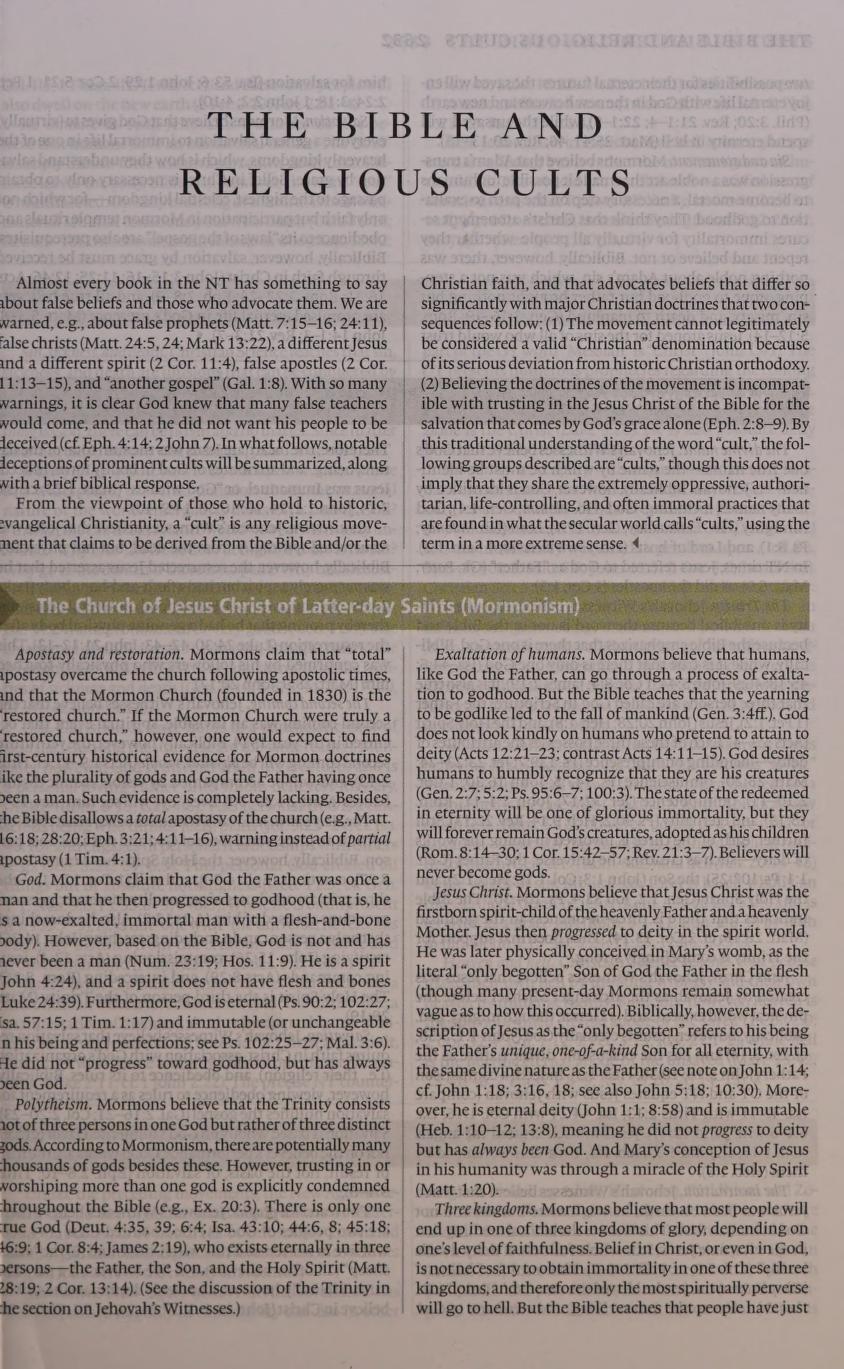 THE BIBLE AND
RELIGIOUS CULTS
Almost every book in the NT has something to say
about false beliefs and those who advocate them. We are
warned, e.g., about false prophets (Matt. 7:15–16; 24:11),
false christs (Matt. 24:5, 24; Mark 13:22), a different Jesus
and a different spirit (2 Cor. 11:4), false apostles (2 Cor.
11:13–15), and “another gospel” (Gal. 1:8). With so many
warnings, it is clear God knew that many false teachers
would come, and that he did not want his people to be
deceived (cf. Eph. 4:14; 2 John 7). In what follows, notable
deceptions of prominent cults will be summarized, along
with a brief biblical response.
From the viewpoint of those who hold to historic,
evangelical Christianity, a “cult” is any religious move-
ment that claims to be derived from the Bible and/or the
Christian faith, and that advocates beliefs that differ so
significantly with major Christian doctrines that two con-
sequences follow: (1) The movement cannot legitimately
be considered a valid “Christian” denomination because
of its serious deviation from historic Christian orthodoxy.
(2) Believing the doctrines of the movement is incompat-
ible with trusting in the Jesus Christ of the Bible for the
salvation that comes by God’s grace alone (Eph. 2:8–9). By
this traditional understanding of the word “cult,” the fol-
lowing groups described are “cults,” though this does not
imply that they share the extremely oppressive, authori-
tarian, life-controlling, and often immoral practices that
are found in what the secular world calls “cults,” using the
term in a more extreme sense.
The Church of Jesus Christ of Latter-day Saints (Mormonism)
Apostasy and restoration. Mormons claim that “total”
apostasy overcame the church following apostolic times,
and that the Mormon Church (founded in 1830) is the
“restored church.” If the Mormon Church were truly a
“restored church,” however, one would expect to find
first-century historical evidence for Mormon doctrines
like the plurality of gods and God the Father having once
been a man. Such evidence is completely lacking. Besides,
the Bible disallows a total apostasy of the church (e.g., Matt.
16:18; 28:20; Eph. 3:21; 4:11–16), warning instead of partial
apostasy (1 Tim. 4:1).
God. Mormons claim that God the Father was once a
man and that he then progressed to godhood (that is, he
is a now-exalted, immortal man with a flesh-and-bone
body). However, based on the Bible, God is not and has
never been a man (Num. 23:19; Hos. 11:9). He is a spirit
(John 4:24), and a spirit does not have flesh and bones
(Luke 24:39). Furthermore, God is eternal (Ps. 90:2; 102:27;
Isa. 57:15; 1 Tim. 1:17) and immutable (or unchangeable
in his being and perfections; see Ps. 102:25–27; Mal. 3:6).
He did not “progress” toward godhood, but has always
been God.
Polytheism. Mormons believe that the Trinity consists
not of three persons in one God but rather of three distinct
gods. According to Mormonism, there are potentially many
thousands of gods besides these. However, trusting in or
worshiping more than one god is explicitly condemned
throughout the Bible (e.g., Ex. 20:3). There is only one
true God (Deut. 4:35, 39; 6:4; Isa. 43:10; 44:6, 8; 45:18;
46:9; 1 Cor. 8:4; James 2:19), who exists eternally in three
persons—the Father, the Son, and the Holy Spirit (Matt.
28:19; 2 Cor. 13:14). (See the discussion of the Trinity in
the section on Jehovah’s Witnesses.)
Exaltation of humans. Mormons believe that humans,
like God the Father, can go through a process of exalta-
tion to godhood. But the Bible teaches that the yearning
to be godlike led to the fall of mankind (Gen. 3:4ff.). God
does not look kindly on humans who pretend to attain to
deity (Acts 12:21–23; contrast Acts 14:11–15). God desires
humans to humbly recognize that they are his creatures
(Gen. 2:7; 5:2; Ps. 95:6–7; 100:3). The state of the redeemed
in eternity will be one of glorious immortality, but they
will forever remain God’s creatures, adopted as his children
(Rom. 8:14–30; 1 Cor. 15:42–57; Rev. 21:3–7). Believers will
never become gods.
Jesus Christ. Mormons believe that Jesus Christ was the
firstborn spirit-child of the heavenly Father and a heavenly
Mother. Jesus then progressed to deity in the spirit world.
He was later physically conceived in Mary’s womb, as the
literal “only begotten” Son of God the Father in the flesh
(though many present-day Mormons remain somewhat
vague as to how this occurred). Biblically, however, the de-
scription of Jesus as the “only begotten” refers to his being
the Father’s unique, one-of-a-kind Son for all eternity, with
the same divine nature as the Father (see note on John 1:14;
cf. John 1:18; 3:16, 18; see also John 5:18; 10:30). More-
over, he is eternal deity (John 1:1; 8:58) and is immutable
(Heb. 1:10–12; 13:8), meaning he did not progress to deity
but has always been God. And Mary’s conception of Jesus
in his humanity was through a miracle of the Holy Spirit
(Matt. 1:20).
Three kingdoms. Mormons believe that most people will
end up in one of three kingdoms of glory, depending on
one’s level of faithfulness. Belief in Christ, or even in God,
is not necessary to obtain immortality in one of these three
kingdoms, and therefore only the most spiritually perverse
will go to hell. But the Bible teaches that people have just